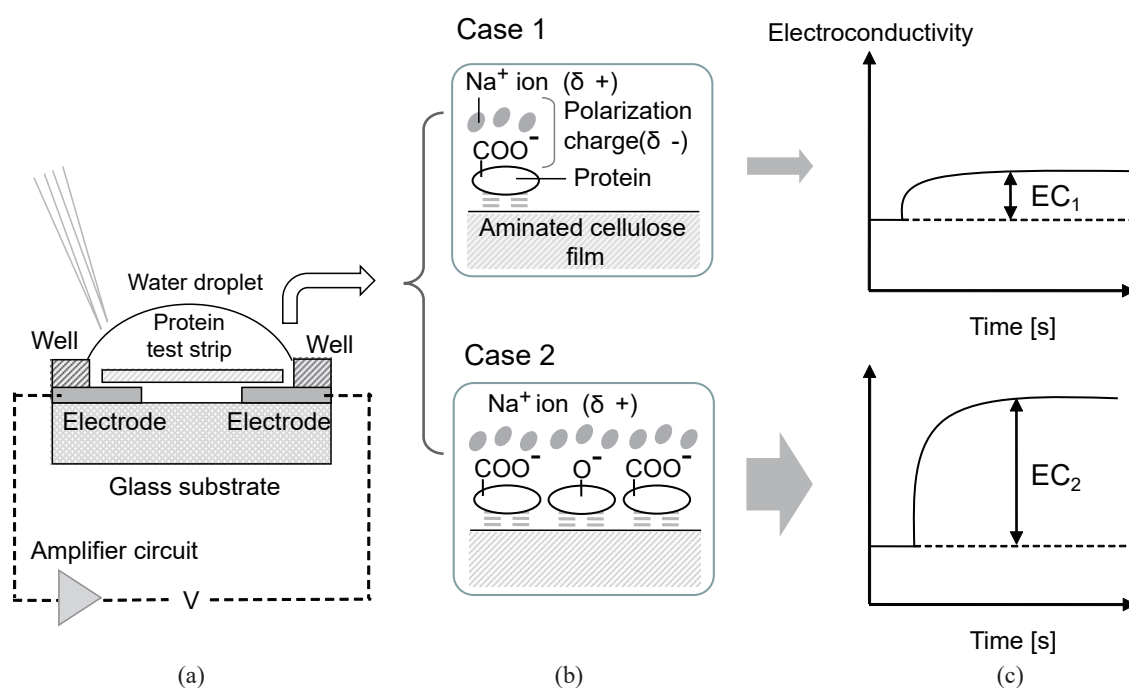 Case 1
Na+ ion (δ +)
Polarization
charge(δ -)
COO-
Protein
Aminated cellulose
film
Electroconductivity
EC1
Time [s]
Water droplet
Well
Protein
test strip
Well
Electrode
Electrode
Glass substrate
Amplifier circuit
V
Case 2
Na+ ion (δ +)
COO-
O-
COO-
EC2
Time [s]
(a)
(b)
(c)